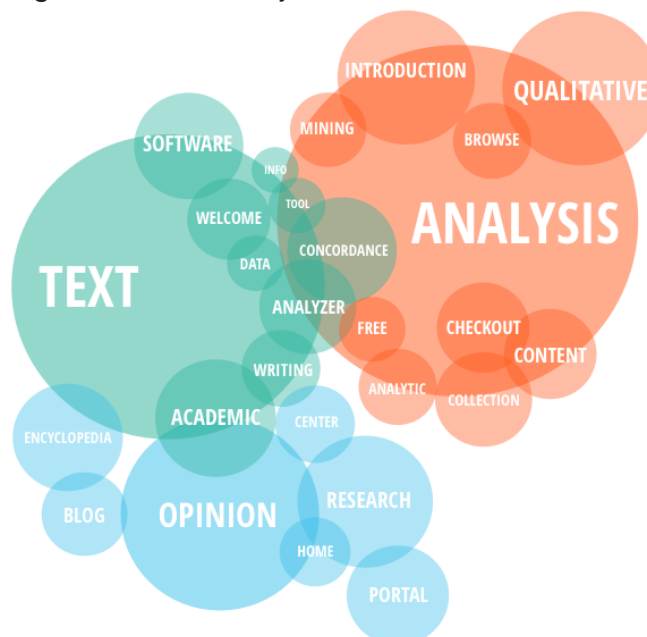 INTRODUCTION
QUALITATIVE
MINING
BROWSE
SOFTWARE
INFO
TOOL
WELCOME
ANALYSIS
CONCORDANCE
DATA
TEXT
ANALYZER
FREE
CHECKOUT
CONTENT
WRITING
ANALYTIC
COLLECTION
ACADEMIC
CENTER
ENCYCLOPEDIA
RESEARCH
BLOG
OPINION
HOME
PORTAL